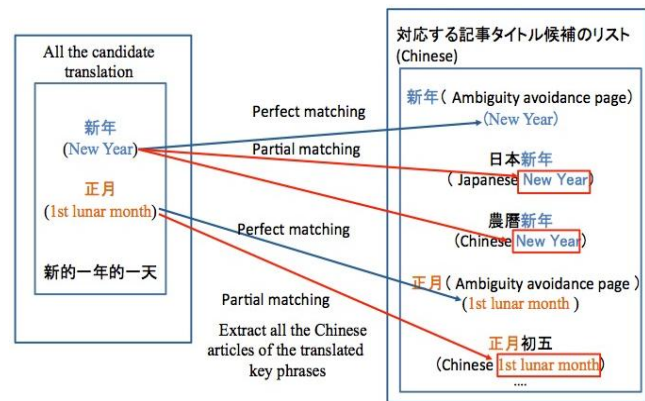 All the candidate
translation
新年
(New Year)
正月
(1st lunar month)
新的一年的一天
Perfect matching
Partial matching
Perfect matching
Partial matching
Extract all the Chinese
articles of the translated
key phrases
対応する記事タイトル候補のリスト
(Chinese)
新年( Ambiguity avoidance page)
(New Year)
日本新年
( Japanese New Year)
農曆新年
(Chinese New Year)
正月( Ambiguity avoidance page )
(1st lunar month )
正月初五
(Chinese 1st lunar month)
....